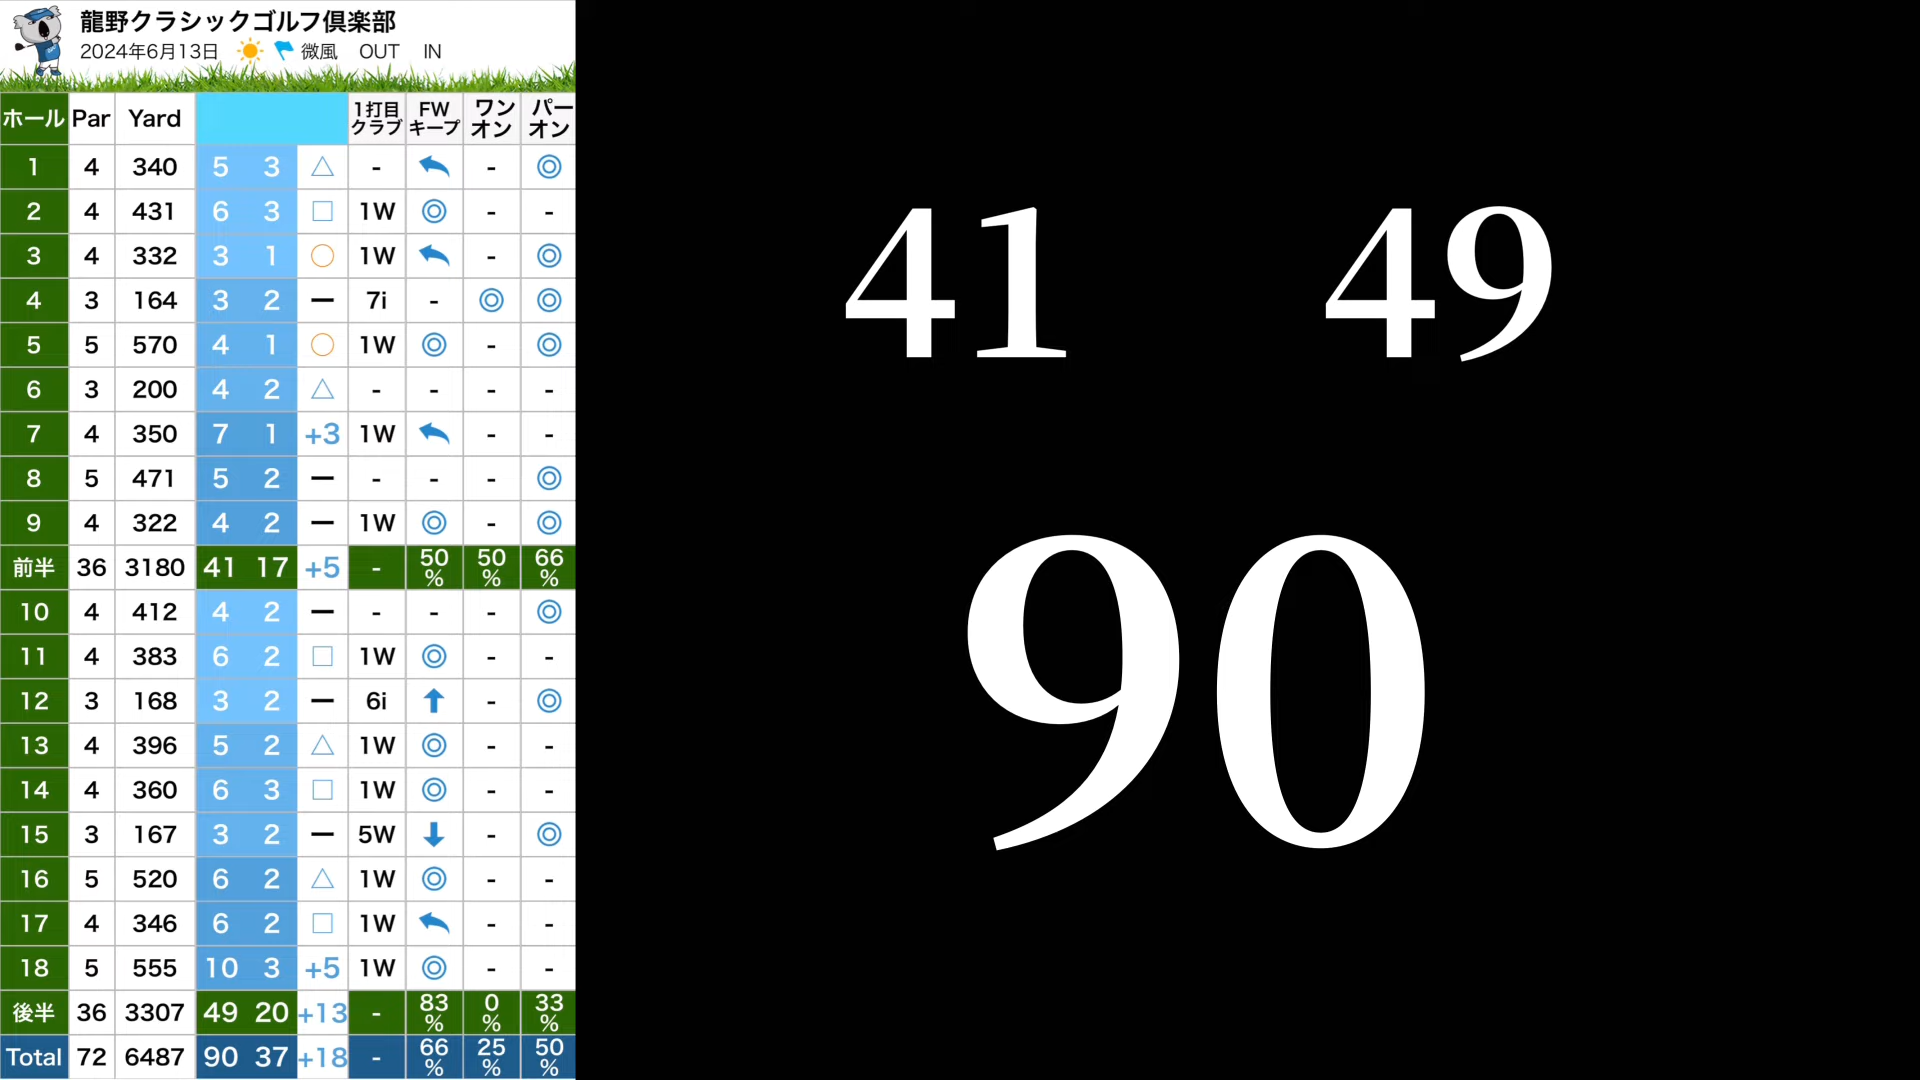 龍野クラシックゴルフ倶楽部
2024年6月13日 微風 OUT IN
ホール Par Yard 1打目クラブ FWキープ ワンオン パーオン
1 4 340 5 3 △ - ◎
2 4 431 6 3 □ 1W ◎ - -
3 4 332 3 1 ○ 1W - ◎
4 3 164 3 2 - 7i - ◎ ◎
5 5 570 4 1 ○ 1W ◎ - ◎
6 3 200 4 2 △ - - - -
7 4 350 7 1 +3 1W - -
8 5 471 5 2 - - - - ◎
9 4 322 4 2 - 1W ◎ - ◎
前半 36 3180 41 17 +5 - 50% 50% 66%
10 4 412 4 2 - - - - ◎
11 4 383 6 2 □ 1W ◎ - -
12 3 168 3 2 - 6i ⬆ - ◎
13 4 396 5 2 △ 1W ◎ - -
14 4 360 6 3 □ 1W ◎ - -
15 3 167 3 2 - 5W ⬇ - ◎
16 5 520 6 2 △ 1W ◎ - -
17 4 346 6 2 □ 1W - -
18 5 555 10 3 +5 1W ◎ - -
後半 36 3307 49 20 +13 - 83% 0% 33%
Total 72 6487 90 37 +18 - 66% 25% 50%
41 49
90